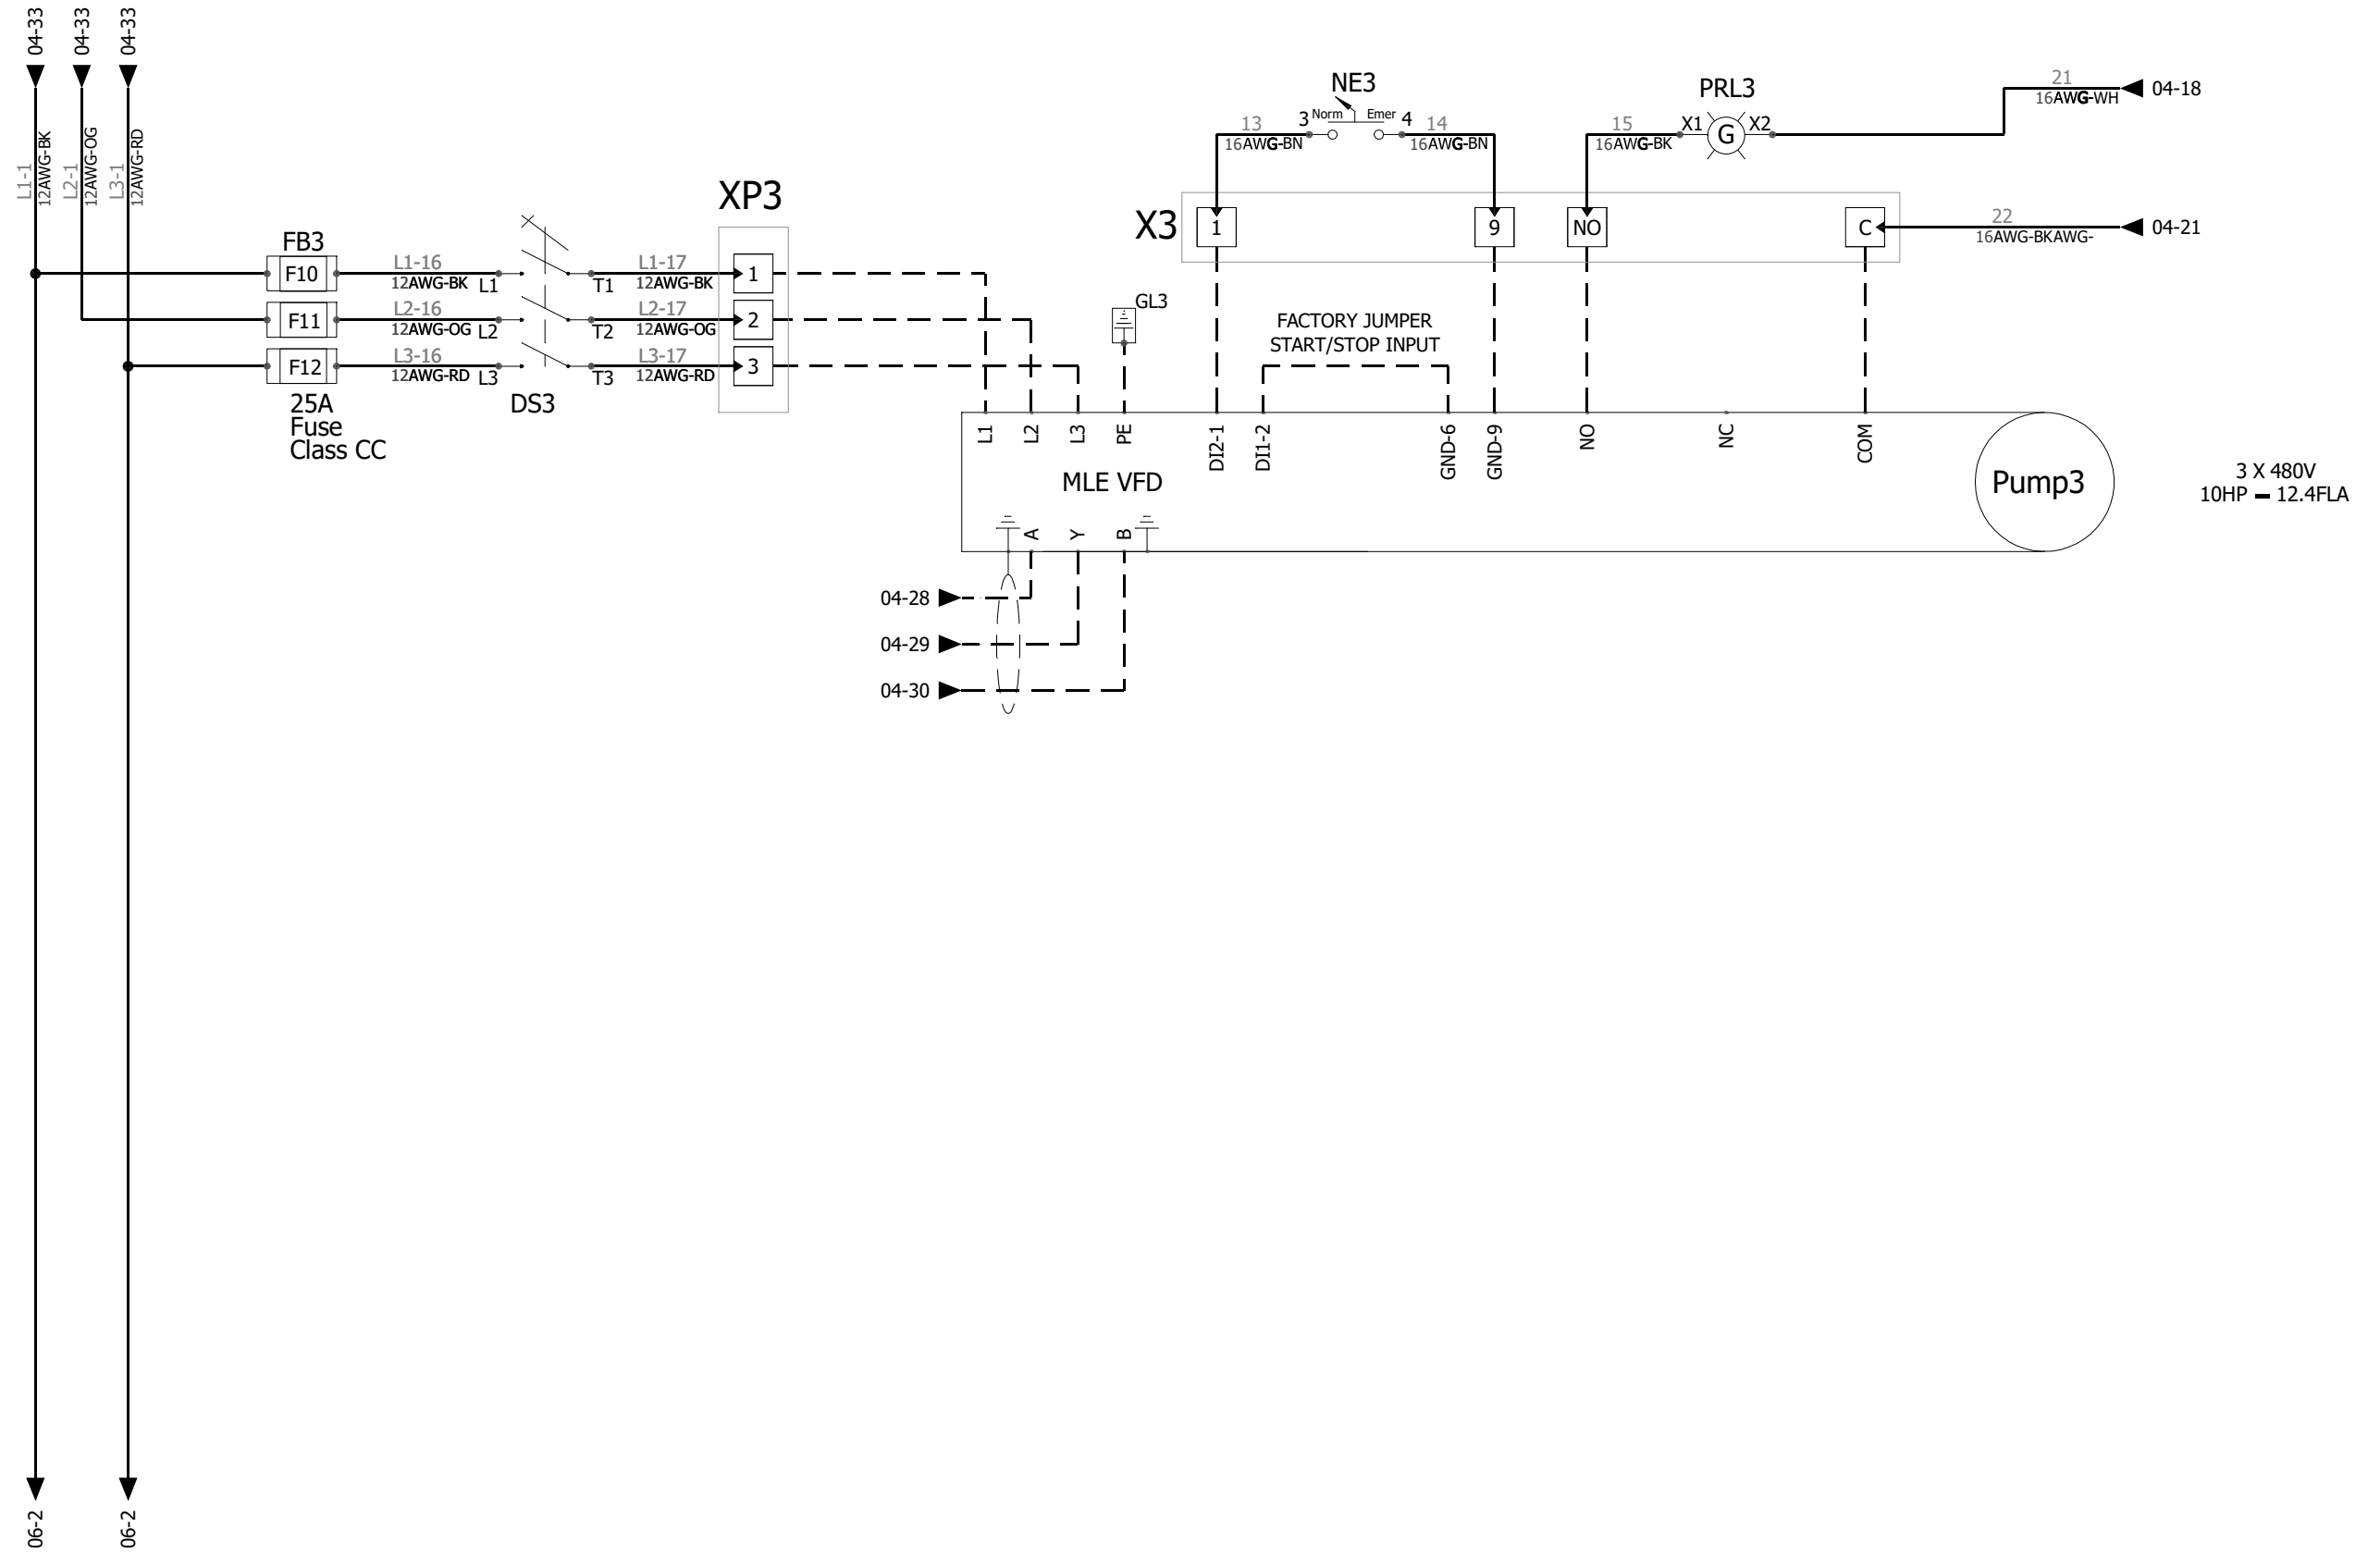 04-33
04-33
04-33
L1-1
12AWG-BK
L2-1
12AWG-OG
L3-1
12AWG-RD
NE3
3 Norm Emer 4
13
16AWG-BN
14
16AWG-BN
PRL3
15
16AWG-BK
X1 G X2
21
16AWG-WH
04-18
XP3
X3
1
9
NO
C
22
16AWG-BKAWG-
04-21
FB3
F10
L1-16
12AWG-BK
L1
T1
L1-17
12AWG-BK
1
F11
L2-16
12AWG-OG
L2
T2
L2-17
12AWG-OG
2
F12
L3-16
12AWG-RD
L3
T3
L3-17
12AWG-RD
3
25A
Fuse
Class CC
DS3
GL3
FACTORY JUMPER
START/STOP INPUT
L1
L2
L3
PE
DI2-1
DI1-2
GND-6
GND-9
NO
NC
COM
MLE VFD
Pump3
3 X 480V
10HP - 12.4FLA
A
Y
B
04-28
04-29
04-30
06-2
06-2